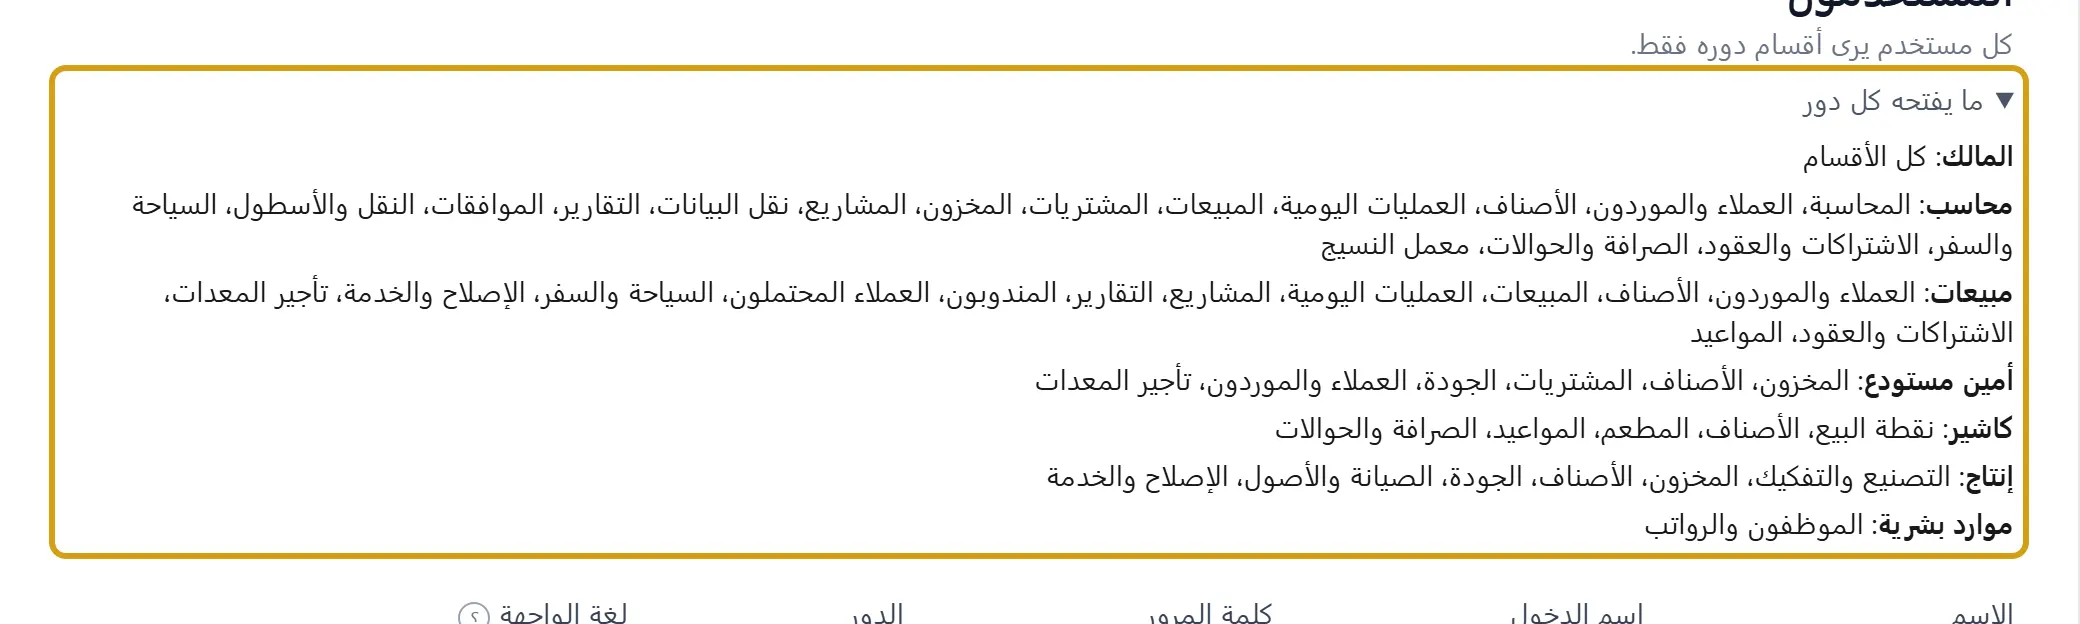 المستخدمون
كل مستخدم يرى أقسام دوره فقط.
▼ ما يفتحه كل دور
المالك: كل الأقسام
محاسب: المحاسبة، العملاء والموردون، الأصناف، العمليات اليومية، المبيعات، المشتريات، المخزون، المشاريع، نقل البيانات، التقارير، الموافقات، النقل والأسطول، السياحة
والسفر، الاشتراكات والعقود، الصرافة والحوالات، معمل النسيج
مبيعات: العملاء والموردون، الأصناف، المبيعات، العمليات اليومية، المشاريع، التقارير، المندوبون، العملاء المحتملون، السياحة والسفر، الإصلاح والخدمة، تأجير المعدات،
الاشتراكات والعقود، المواعيد
أمين مستودع: المخزون، الأصناف، المشتريات، الجودة، العملاء والموردون، تأجير المعدات
كاشير: نقطة البيع، الأصناف، المطعم، المواعيد، الصرافة والحوالات
إنتاج: التصنيع والتفكيك، المخزون، الأصناف، الجودة، الصيانة والأصول، الإصلاح والخدمة
موارد بشرية: الموظفون والرواتب
الاسم اسم الدخول كلمة المرور الدور لغة الواجهة ؟